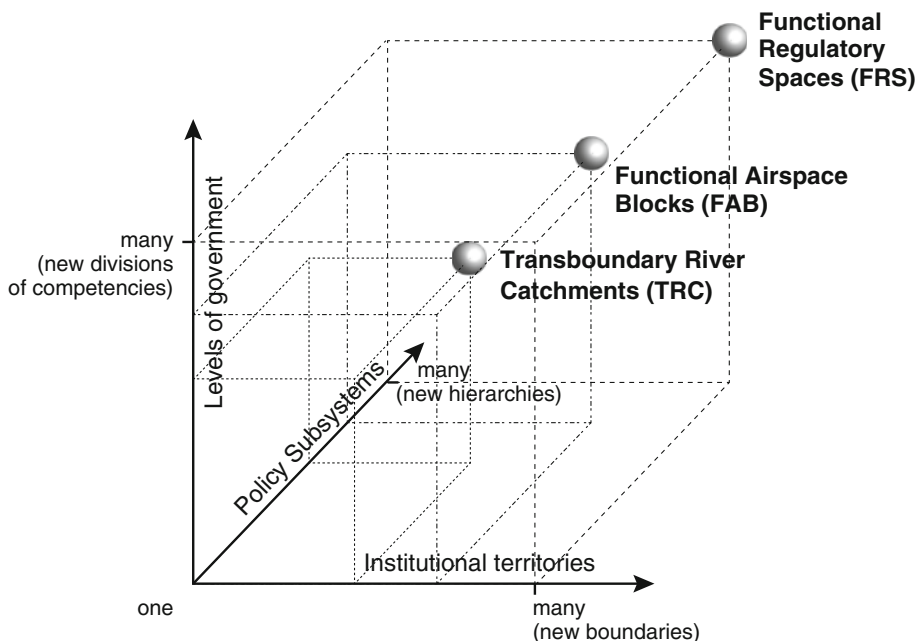 Functional
Regulatory
Spaces (FRS)
Functional Airspace
Blocks (FAB)
Levels of government
many
(new divisions
of competencies)
Transboundary River
Catchments (TRC)
Policy Subsystems
many
(new hierarchies)
Institutional territories
one
many
(new boundaries)